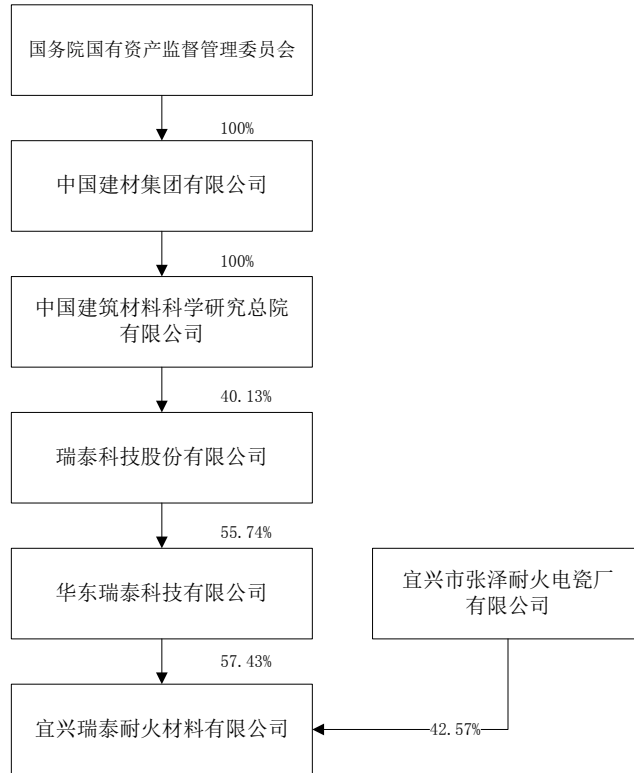 国务院国有资产监督管理委员会
100%
中国建材集团有限公司
100%
中国建筑材料科学研究总院
有限公司
40.13%
瑞泰科技股份有限公司
55.74%
华东瑞泰科技有限公司
宜兴市张泽耐火电瓷厂
有限公司
57.43%
宜兴瑞泰耐火材料有限公司
42.57%